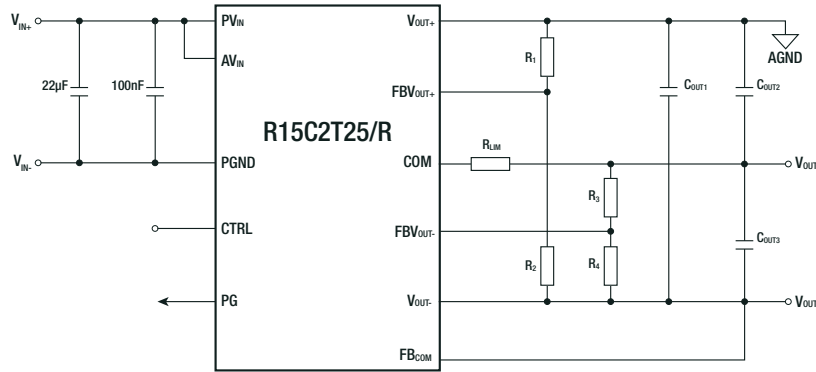 VIN+
PVIN
VOUT+
AVIN
R1
AGND
22µF
100nF
FBVOUT+
COUT1
COUT2
R15C2T25/R
VIN-
PGND
COM
RLIM
VOUT
R3
CTRL
FBVOUT-
COUT3
R2
R4
PG
VOUT-
VOUT
FBCOM